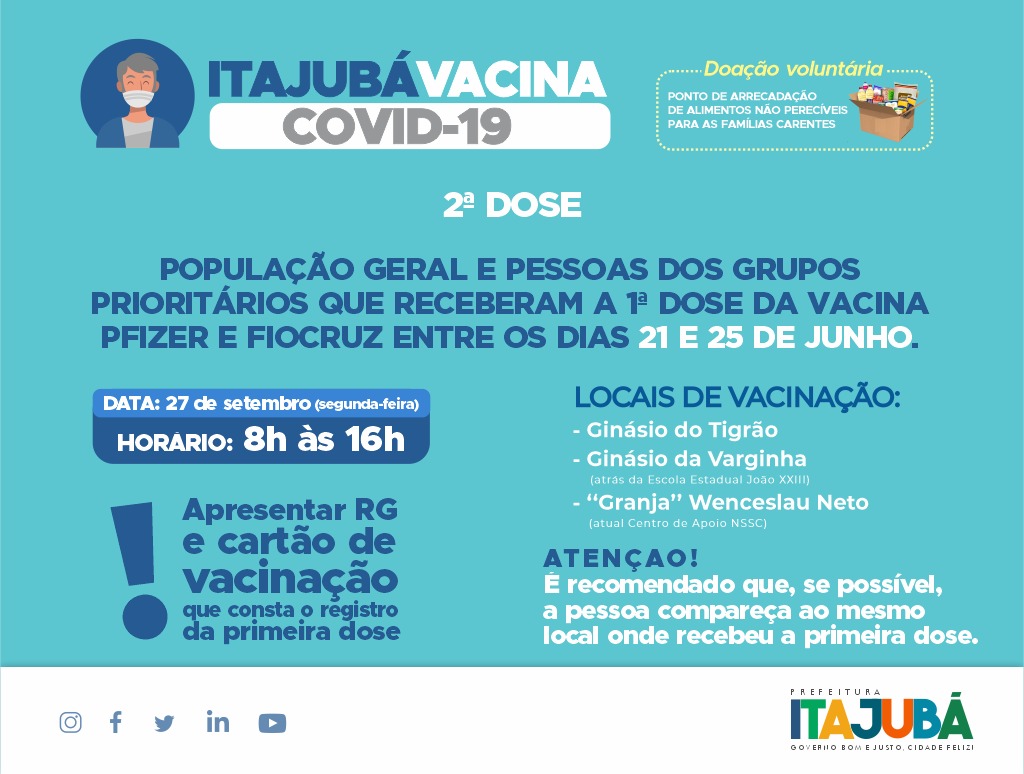 ITAJUBÁVACINA
COVID-19
Doação voluntária
PONTO DE ARRECADAÇÃO
DE ALIMENTOS NÃO PERECÍVEIS
PARA AS FAMÍLIAS CARENTES
2ª DOSE
POPULAÇÃO GERAL E PESSOAS DOS GRUPOS
PRIORITÁRIOS QUE RECEBERAM A 1ª DOSE DA VACINA
PFIZER E FIOCRUZ ENTRE OS DIAS 21 E 25 DE JUNHO.
DATA: 27 de setembro (segunda-feira)
HORÁRIO: 8h às 16h
! Apresentar RG
e cartão de
vacinação
que consta o registro
da primeira dose
LOCAIS DE VACINAÇÃO:
- Ginásio do Tigrão
- Ginásio da Varginha
(atrás da Escola Estadual João XXIII)
- “Granja” Wenceslau Neto
(atual Centro de Apoio NSSC)
ATENÇAO!
É recomendado que, se possível,
a pessoa compareça ao mesmo
local onde recebeu a primeira dose.
PREFEITURA
ITAJUBÁ
GOVERNO BOM E JUSTO, CIDADE FELIZ!